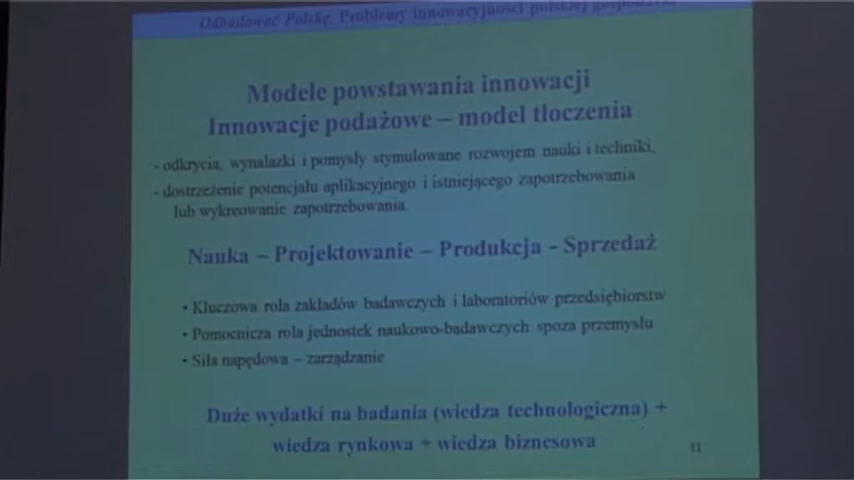 Odbudować Polskę. Problemy innowacyjności polskiej gospodarki
Modele powstawania innowacji
Innowacje podażowe – model tłoczenia
- odkrycia, wynalazki i pomysły stymulowane rozwojem nauki i techniki,
- dostrzeżenie potencjału aplikacyjnego i istniejącego zapotrzebowania
lub wykreowanie zapotrzebowania.
Nauka – Projektowanie – Produkcja - Sprzedaż
• Kluczowa rola zakładów badawczych i laboratoriów przedsiębiorstw
• Pomocnicza rola jednostek naukowo-badawczych spoza przemysłu
• Siła napędowa – zarządzanie
Duże wydatki na badania (wiedza technologiczna) +
wiedza rynkowa + wiedza biznesowa
11